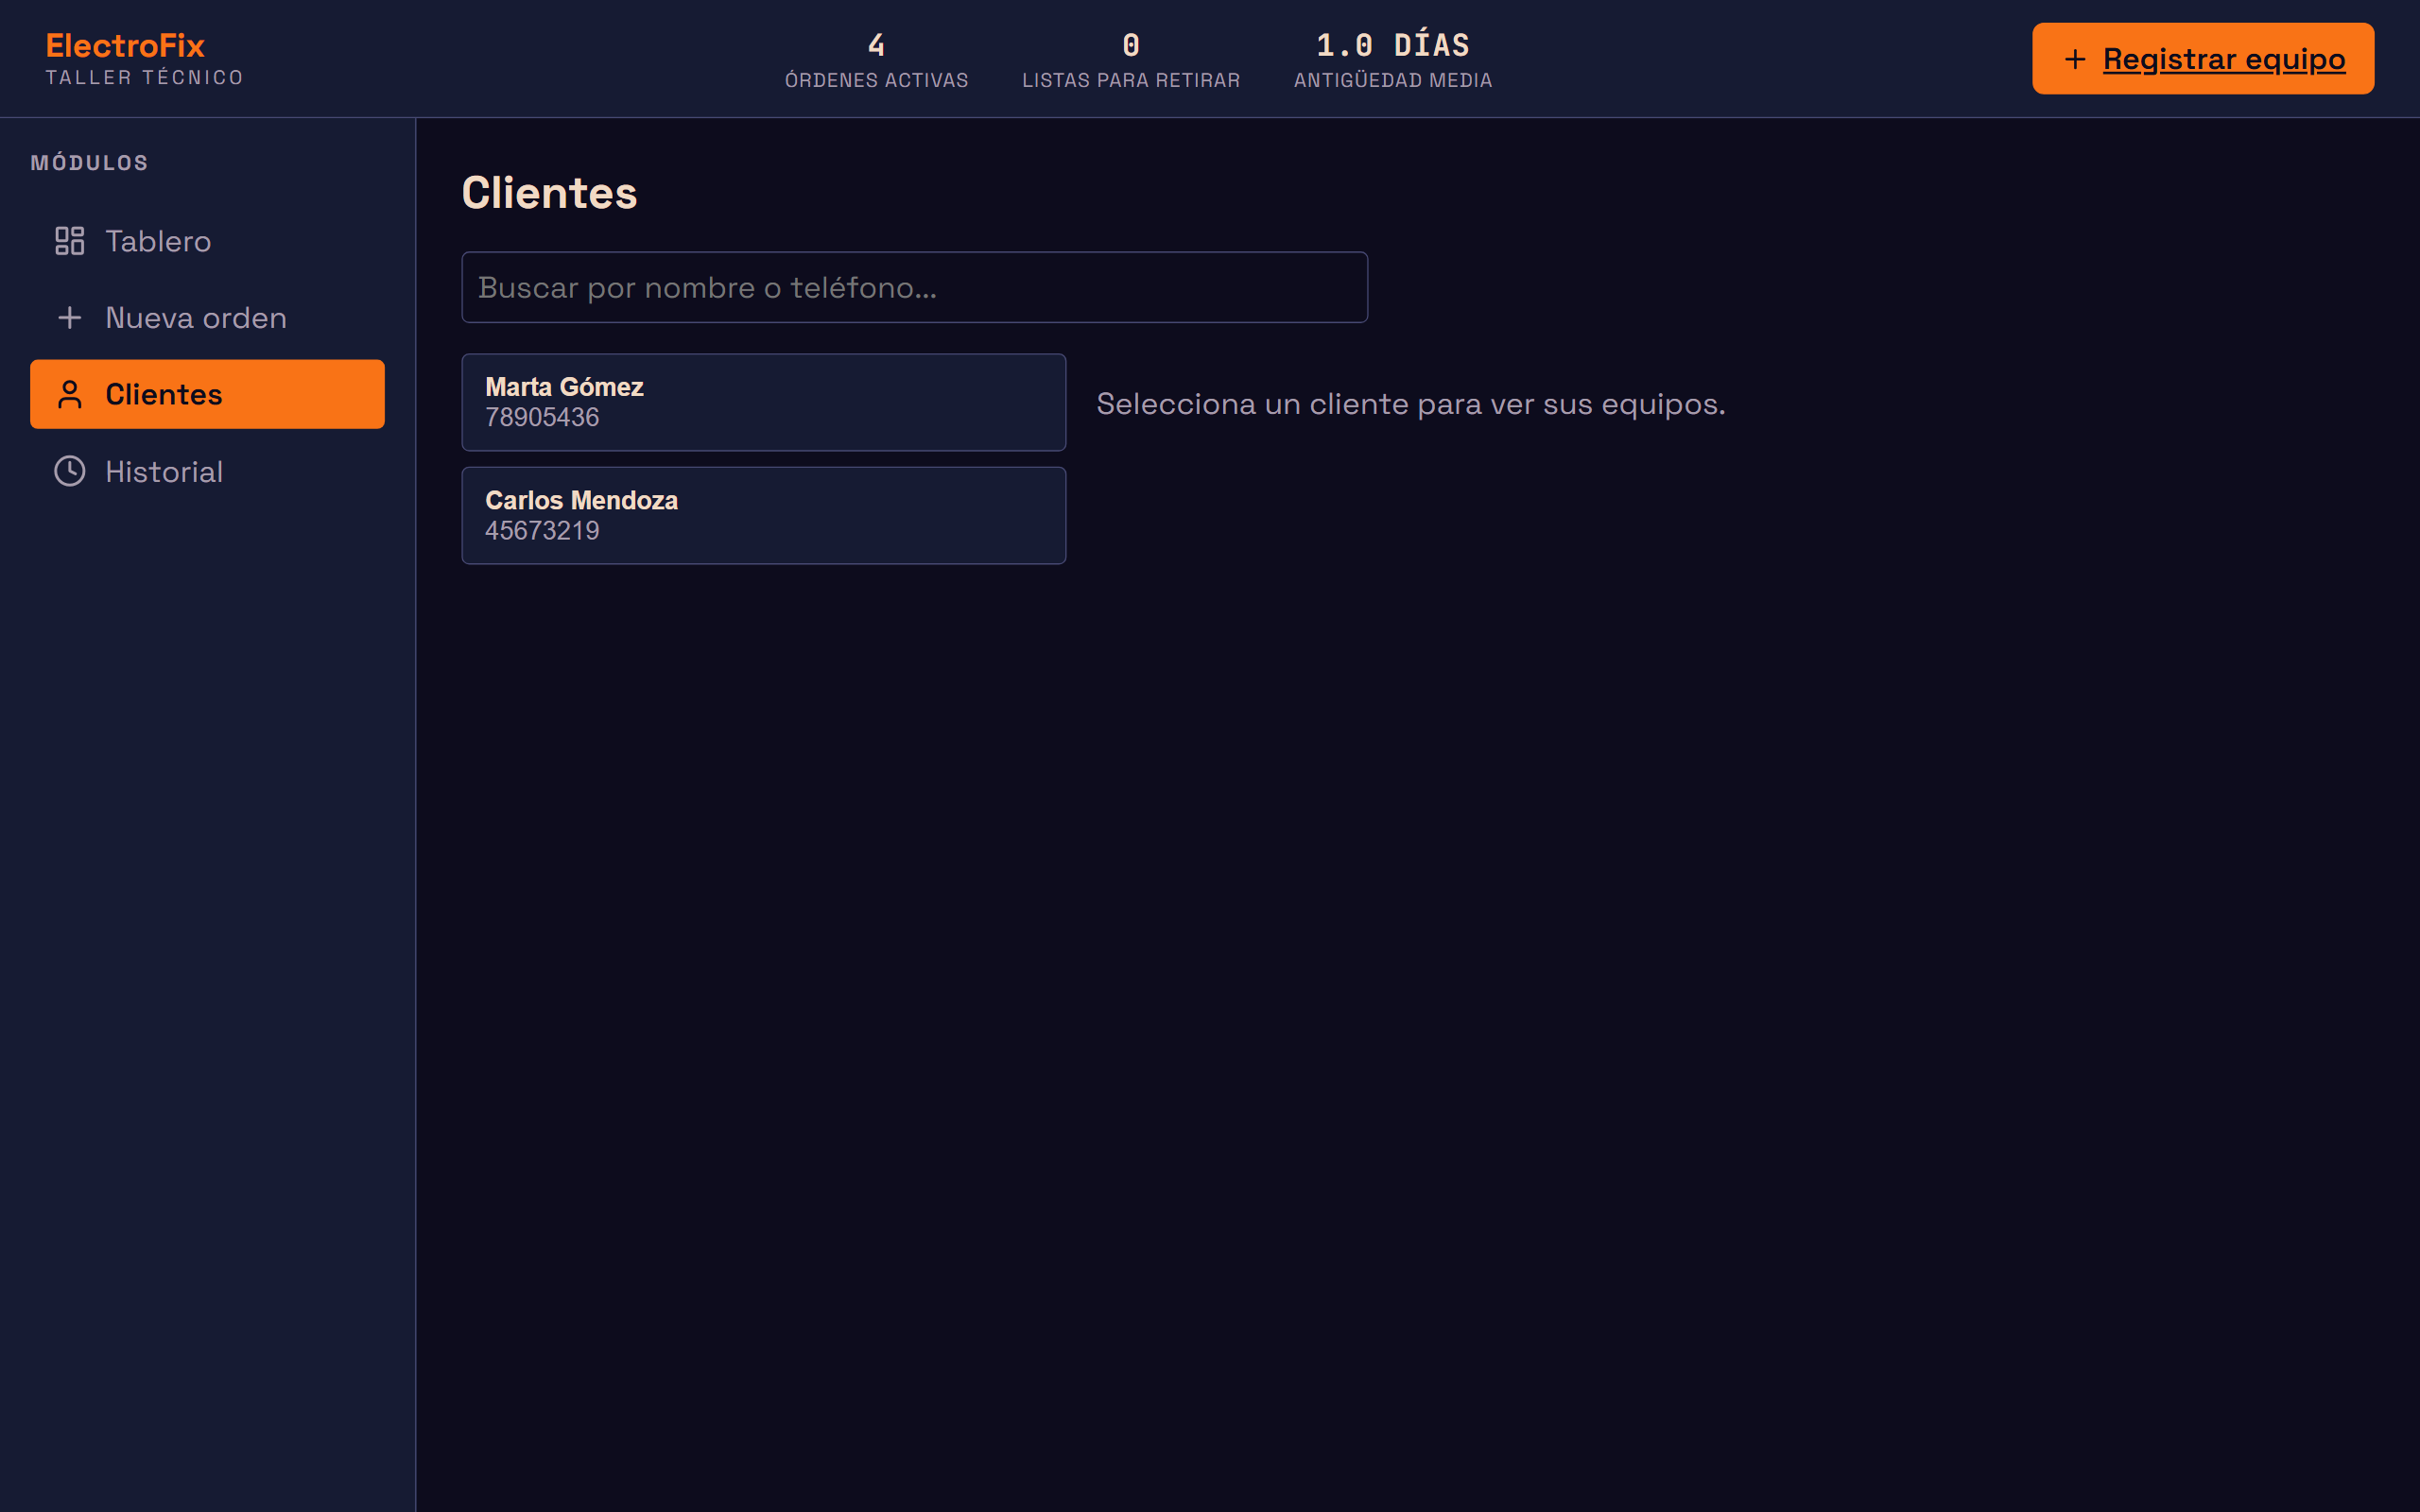 ElectroFix
TALLER TÉCNICO
4
ÓRDENES ACTIVAS
0
LISTAS PARA RETIRAR
1.0 DÍAS
ANTIGÜEDAD MEDIA
+ Registrar equipo
MÓDULOS
Tablero
Nueva orden
Clientes
Historial
Clientes
Buscar por nombre o teléfono...
Marta Gómez
78905436
Selecciona un cliente para ver sus equipos.
Carlos Mendoza
45673219